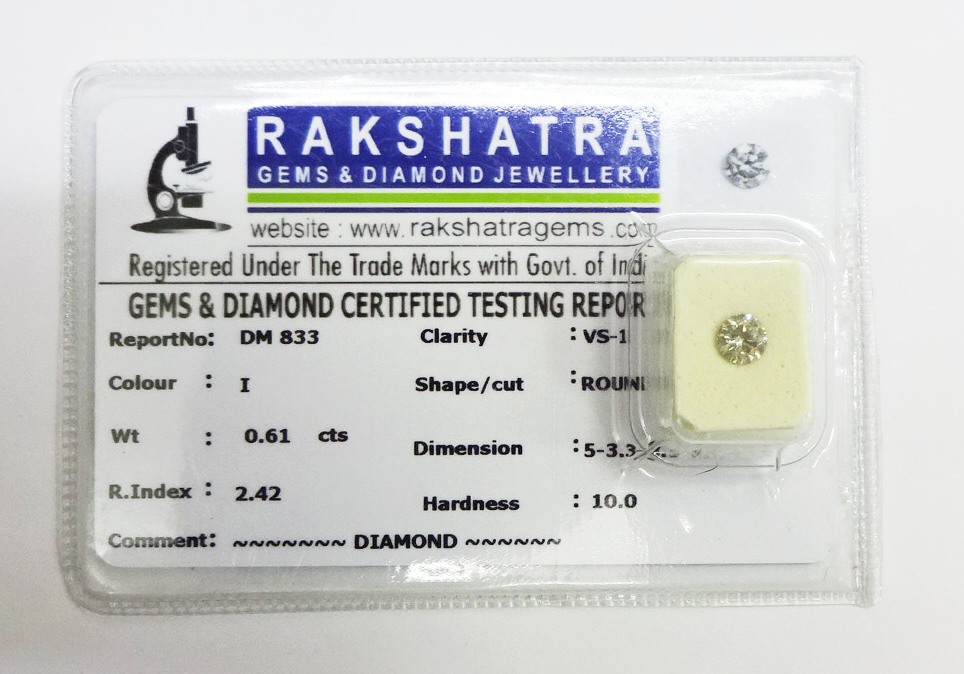 RAKSHATRA
GEMS & DIAMOND JEWELLERY
website : www.rakshatragems.com
Registered Under The Trade Marks with Govt. of
GEMS & DIAMOND CERTIFIED TESTING REPOR
ReportNo: DM 833 Clarity : VS-1
Colour : I Shape/cut : ROUN
Wt : 0.61 cts
Dimension : 5-3.3-
R.Index : 2.42 Hardness : 10.0
Comment: ~~~~~~~ DIAMOND ~~~~~~